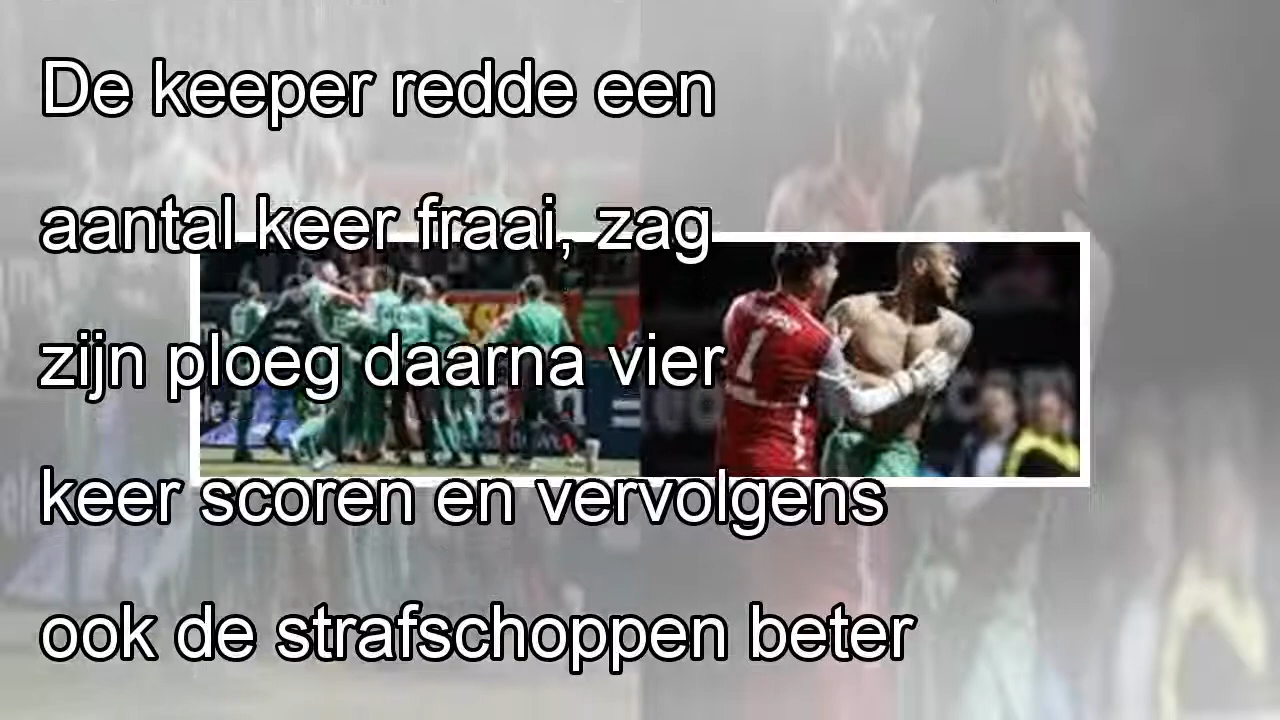 De keeper redde een
aantal keer fraai, zag
zijn ploeg daarna vier
keer scoren en vervolgens
ook de strafschoppen beter
1